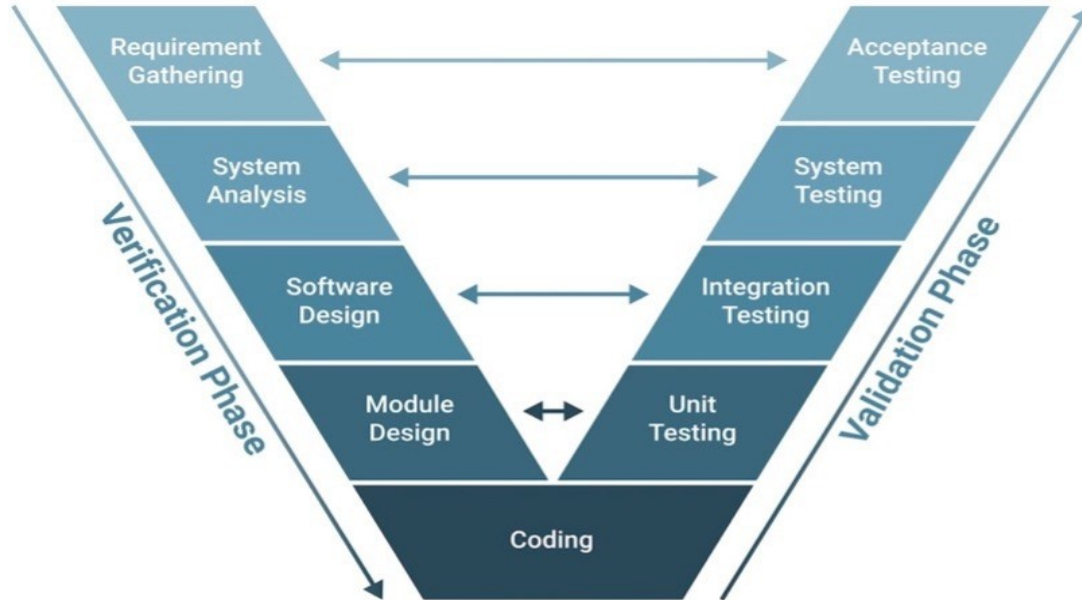 Requirement
Gathering
Acceptance
Testing
System
Analysis
System
Testing
Software
Design
Integration
Testing
Module
Design
Unit
Testing
Coding
Verification Phase
Validation Phase